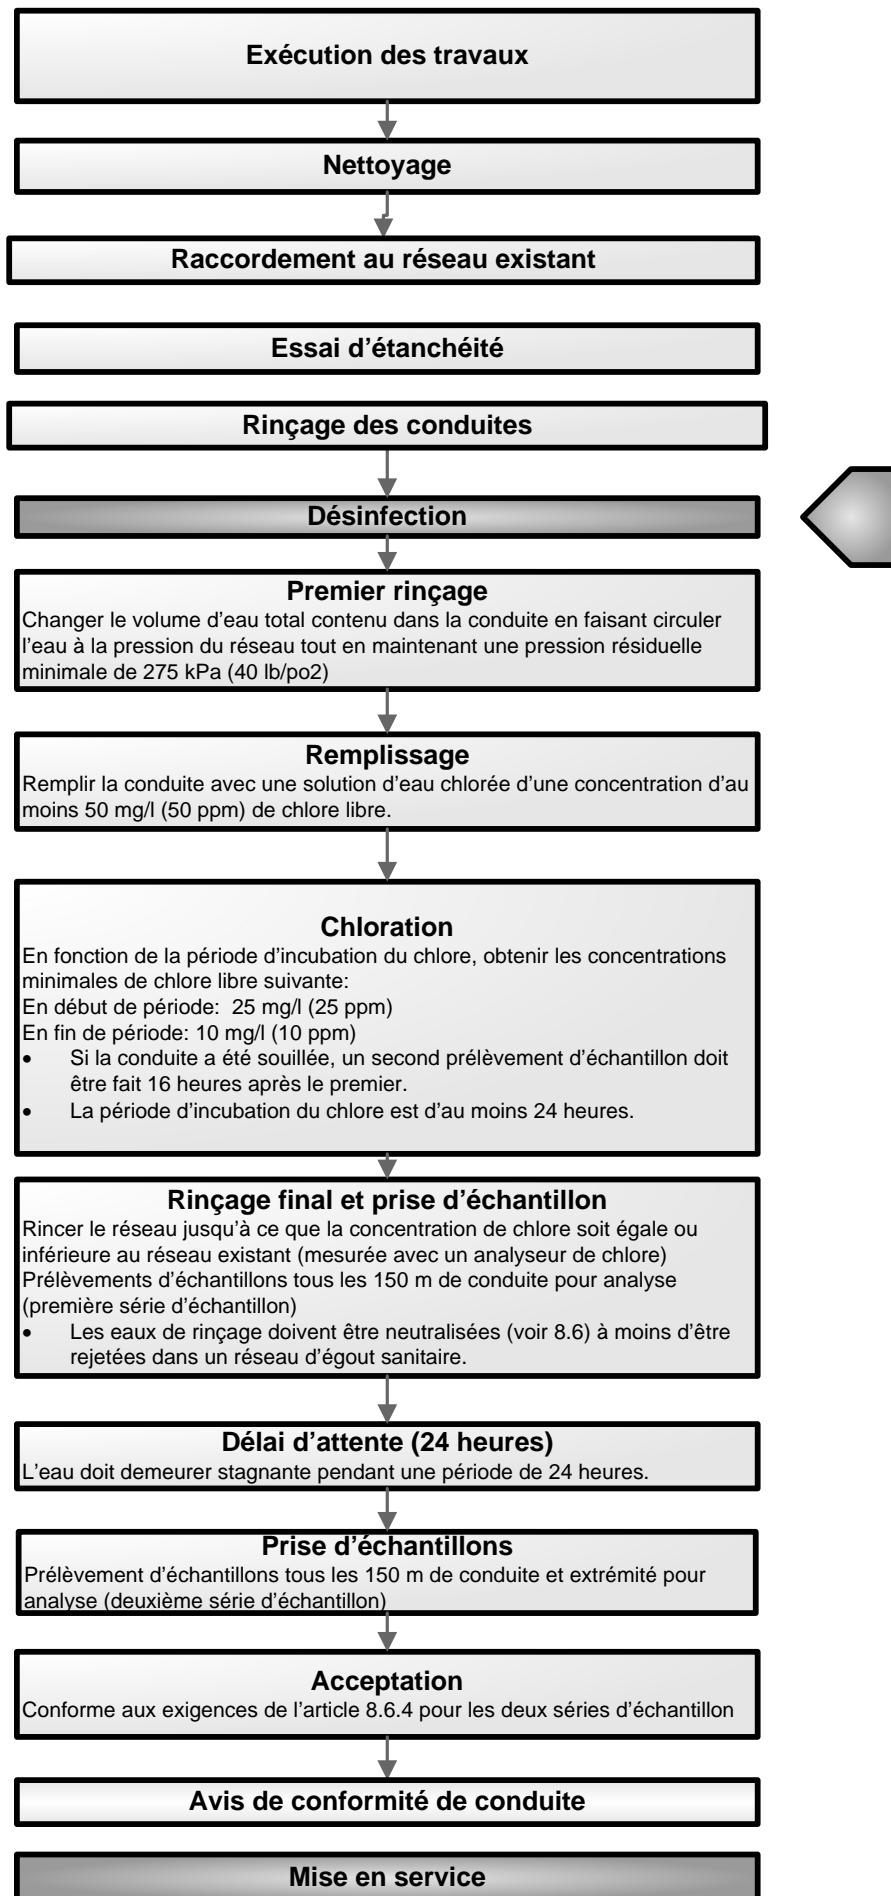 Exécution des travaux
Nettoyage
Raccordement au réseau existant
Essai d’étanchéité
Rinçage des conduites
Désinfection
Premier rinçage
Changer le volume d’eau total contenu dans la conduite en faisant circuler
l’eau à la pression du réseau tout en maintenant une pression résiduelle
minimale de 275 kPa (40 lb/po2)
Remplissage
Remplir la conduite avec une solution d’eau chlorée d’une concentration d’au
moins 50 mg/l (50 ppm) de chlore libre.
Chloration
En fonction de la période d’incubation du chlore, obtenir les concentrations
minimales de chlore libre suivante:
En début de période:  25 mg/l (25 ppm)
En fin de période: 10 mg/l (10 ppm)
• Si la conduite a été souillée, un second prélèvement d’échantillon doit
être fait 16 heures après le premier.
• La période d’incubation du chlore est d’au moins 24 heures.
Rinçage final et prise d’échantillon
Rincer le réseau jusqu’à ce que la concentration de chlore soit égale ou
inférieure au réseau existant (mesurée avec un analyseur de chlore)
Prélèvements d’échantillons tous les 150 m de conduite pour analyse
(première série d’échantillon)
• Les eaux de rinçage doivent être neutralisées (voir 8.6) à moins d’être
rejetées dans un réseau d’égout sanitaire.
Délai d’attente (24 heures)
L’eau doit demeurer stagnante pendant une période de 24 heures.
Prise d’échantillons
Prélèvement d’échantillons tous les 150 m de conduite et extrémité pour
analyse (deuxième série d’échantillon)
Acceptation
Conforme aux exigences de l’article 8.6.4 pour les deux séries d’échantillon
Avis de conformité de conduite
Mise en service